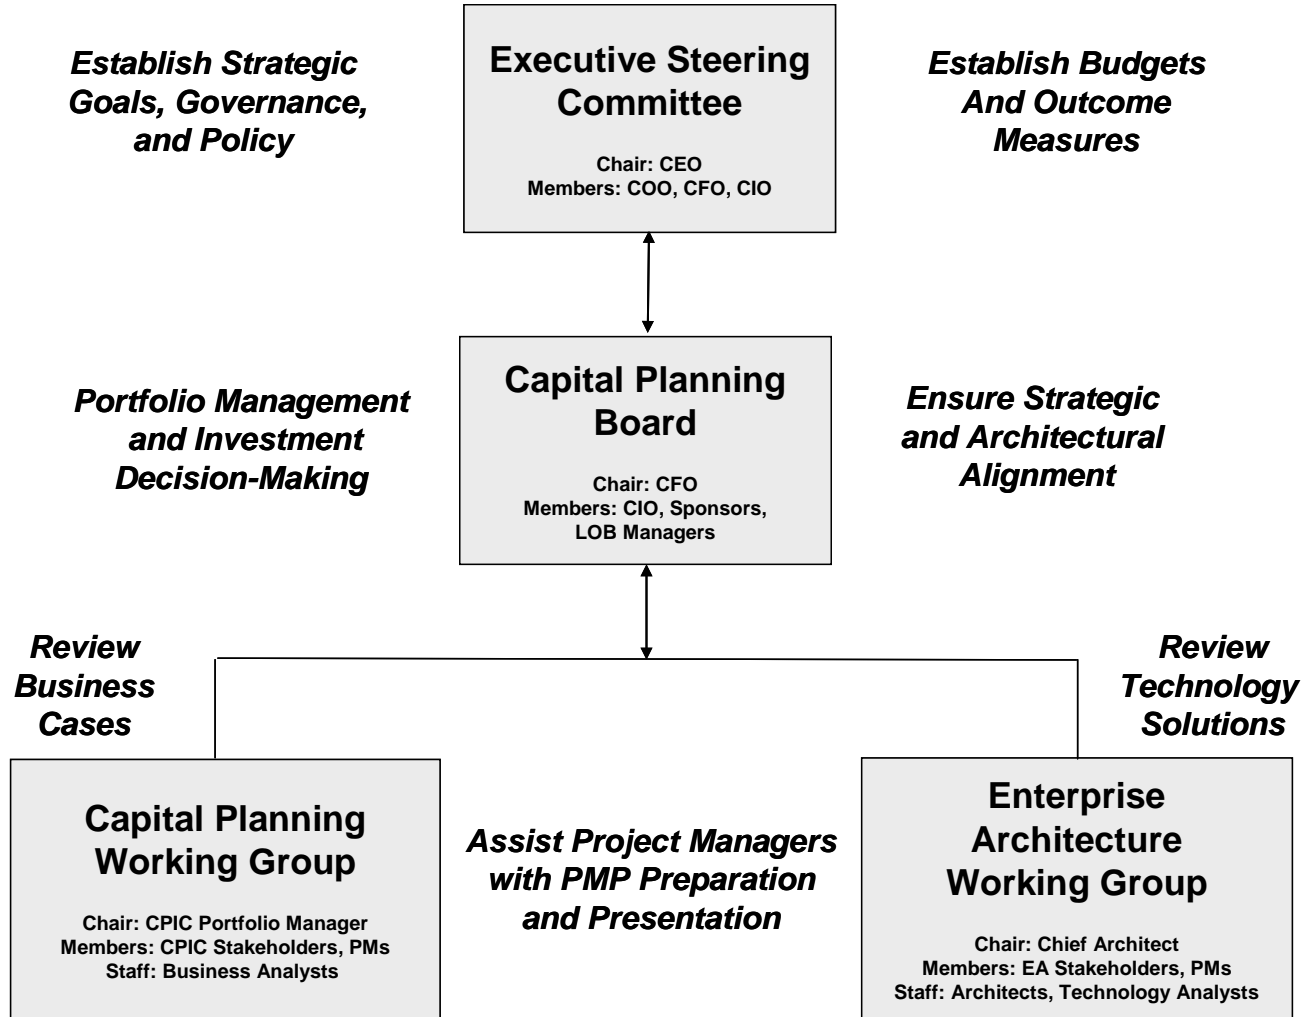 Establish Strategic
Goals, Governance,
and Policy
Executive Steering
Committee
Chair: CEO
Members: COO, CFO, CIO
Establish Budgets
And Outcome
Measures
Portfolio Management
and Investment
Decision-Making
Capital Planning
Board
Chair: CFO
Members: CIO, Sponsors,
LOB Managers
Ensure Strategic
and Architectural
Alignment
Review
Business
Cases
Review
Technology
Solutions
Capital Planning
Working Group
Chair: CPIC Portfolio Manager
Members: CPIC Stakeholders, PMs
Staff: Business Analysts
Assist Project Managers
with PMP Preparation
and Presentation
Enterprise
Architecture
Working Group
Chair: Chief Architect
Members: EA Stakeholders, PMs
Staff: Architects, Technology Analysts